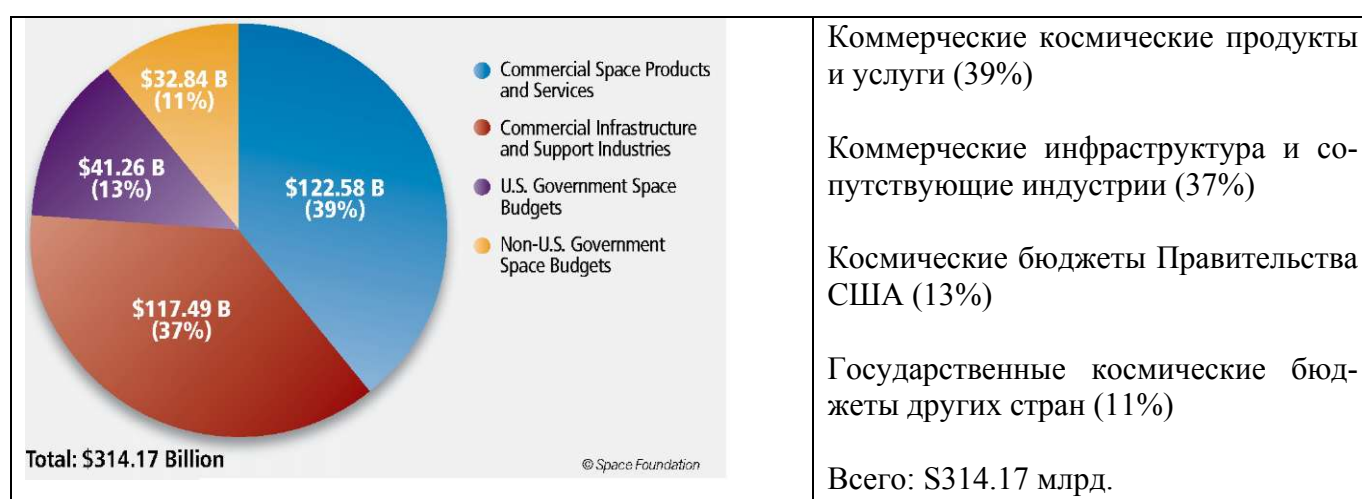 $32.84 B
(11%)
$41.26 B
(13%)
$122.58 B
(39%)
$117.49 B
(37%)
Commercial Space Products
and Services
Commercial Infrastructure
and Support Industries
U.S. Government Space
Budgets
Non-U.S. Government
Space Budgets
Total: $314.17 Billion
© Space Foundation
Коммерческие космические продукты
и услуги (39%)
Коммерческие инфраструктура и со-
путствующие индустрии (37%)
Космические бюджеты Правительства
США (13%)
Государственные космические бюд-
жеты других стран (11%)
Всего: S314.17 млрд.